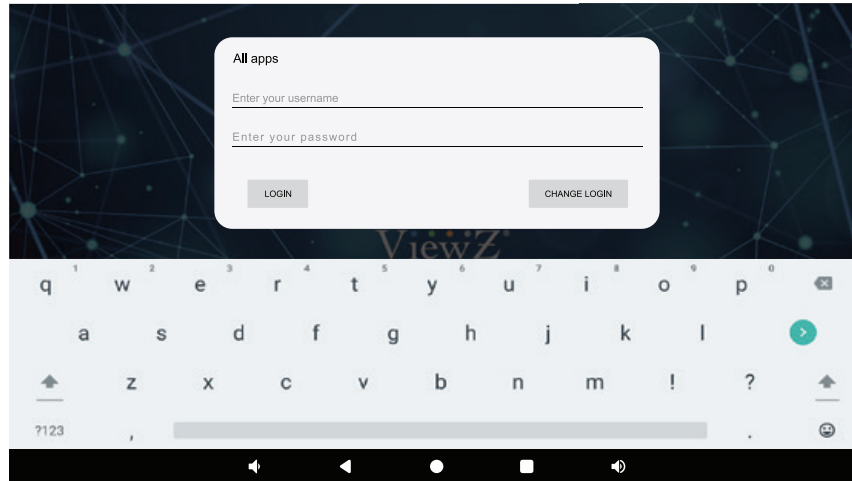 All apps
Enter your username
Enter your password
LOGIN CHANGE LOGIN
ViewZ
1 2 3 4 5 6 7 8 9 0
q w e r t y u i o p
a s d f g h j k l
z x c v b n m ! ?
?123 , .